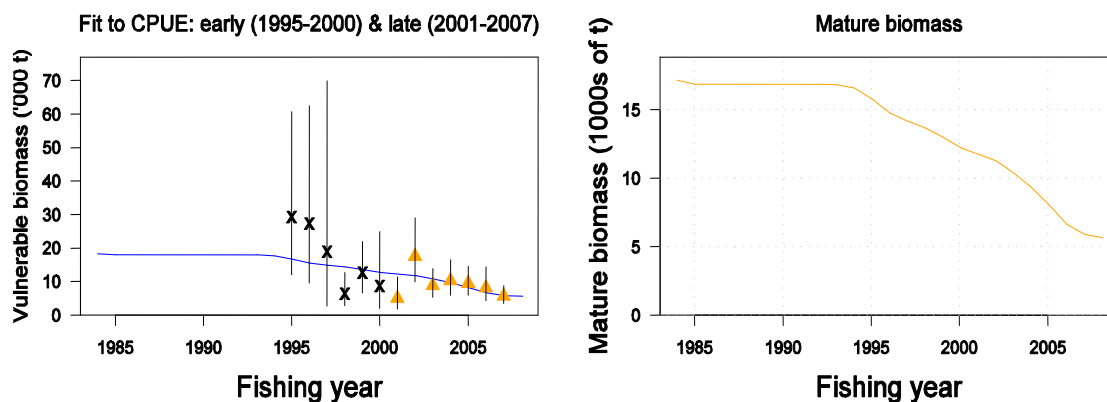 Fit to CPUE: early (1995-2000) & late (2001-2007)
Vulnerable biomass ('000 t)
70
60
50
40
30
20
10
0
1985 1990 1995 2000 2005
Fishing year
Mature biomass
Mature biomass (1000s of t)
15
10
5
0
1985 1990 1995 2000 2005
Fishing year